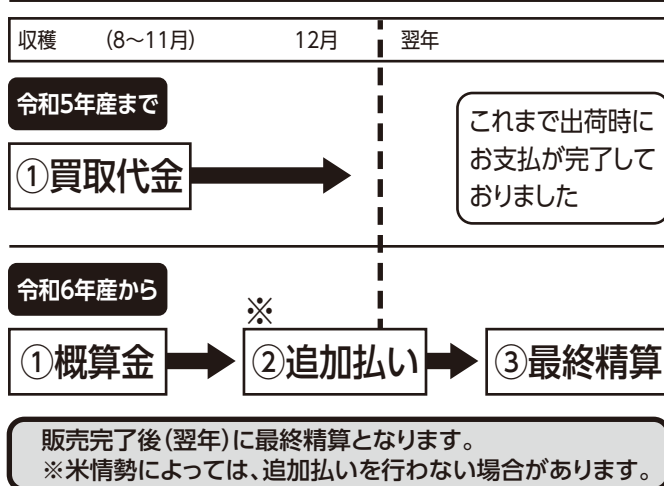 収穫 (8〜11月) 12月 翌年
令和5年産まで
①買取代金
これまで出荷時に
お支払が完了して
おりました
令和6年産から
※
①概算金 ②追加払い ③最終精算
販売完了後(翌年)に最終精算となります。
※米情勢によっては、追加払いを行わない場合があります。